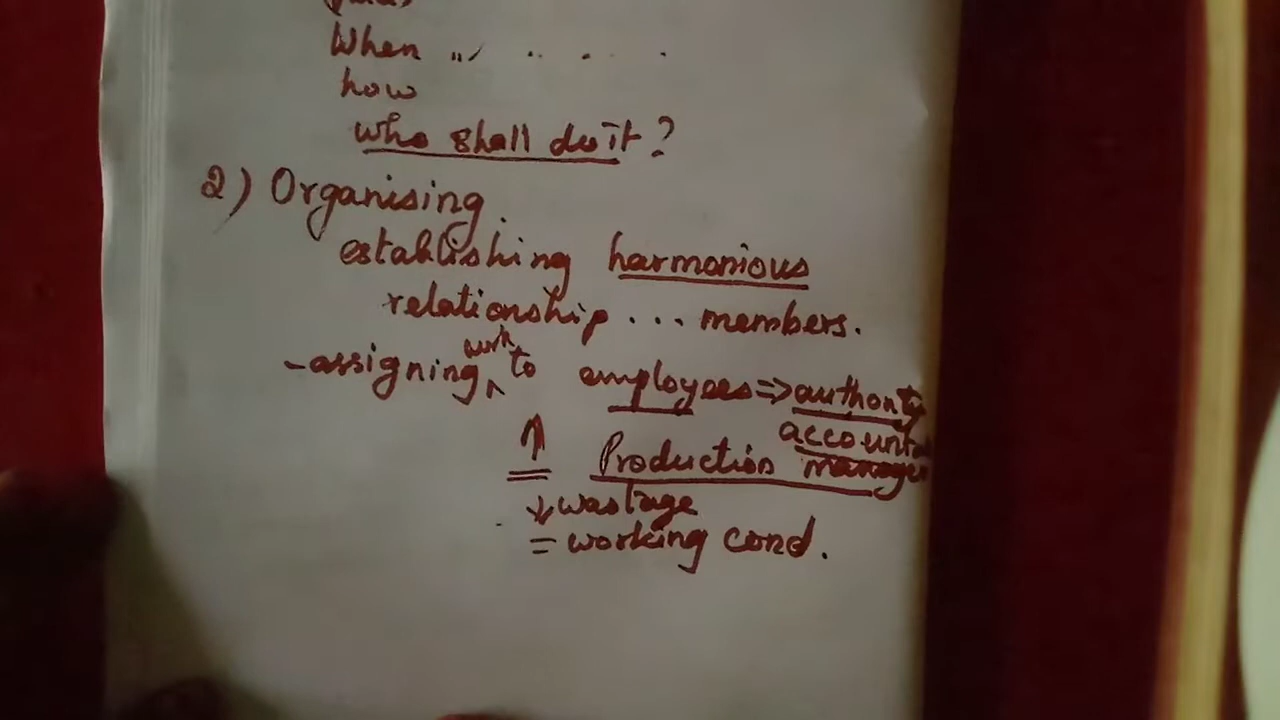 When 〃 .. .. . .
how
who shall do it?
2) Organising
establishing harmonious
relationship ... members.
- assigning work to employees => authority
↑ Production manager
↓ wastage
= working cond.